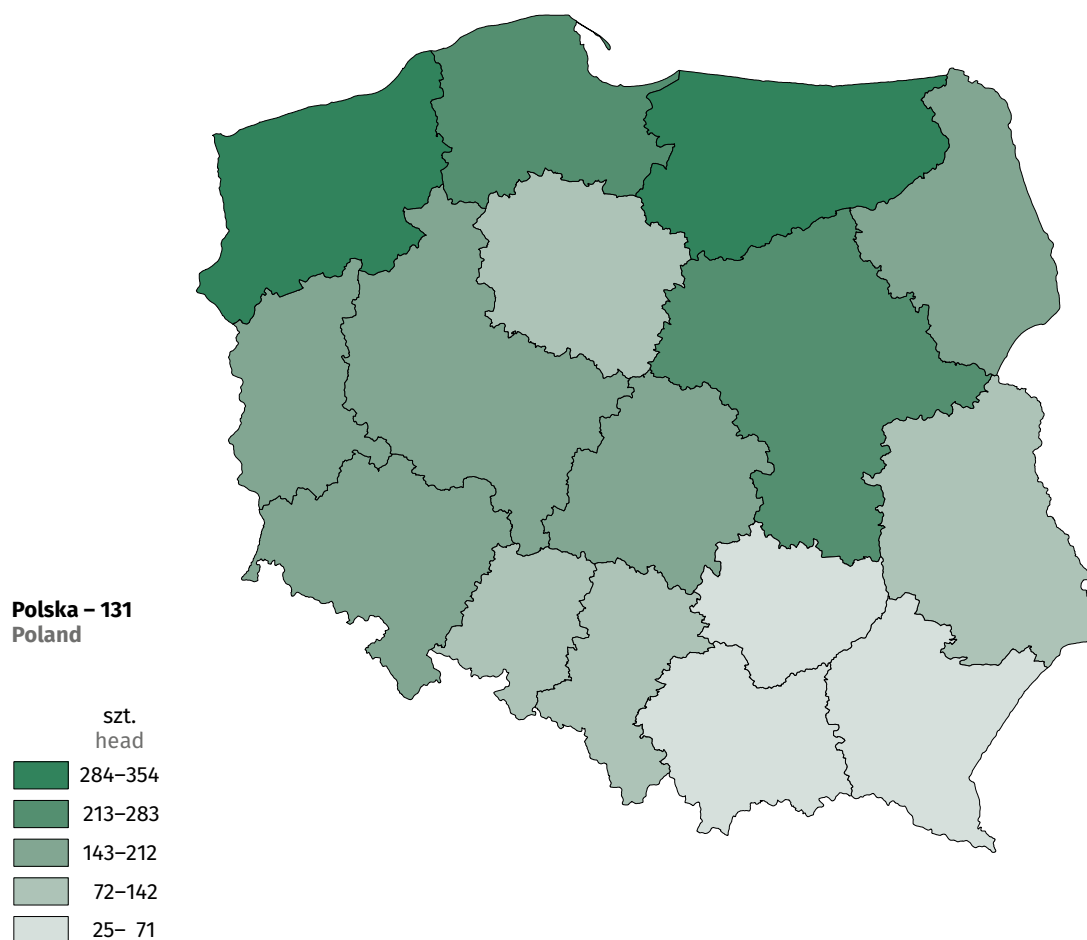 Polska – 131
Poland
szt.
head
284–354
213–283
143–212
72–142
25– 71